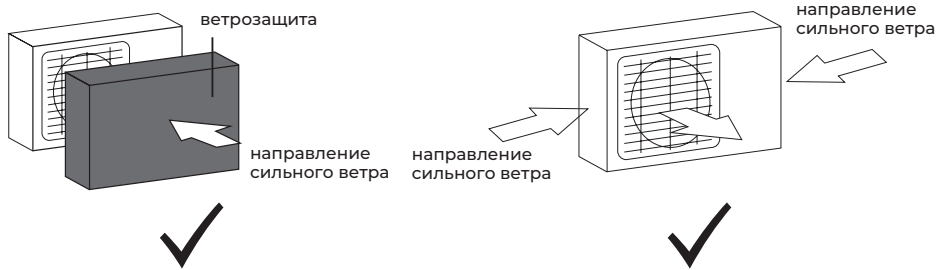 ветрозащита
направление
сильного ветра
направление
сильного ветра
направление
сильного ветра